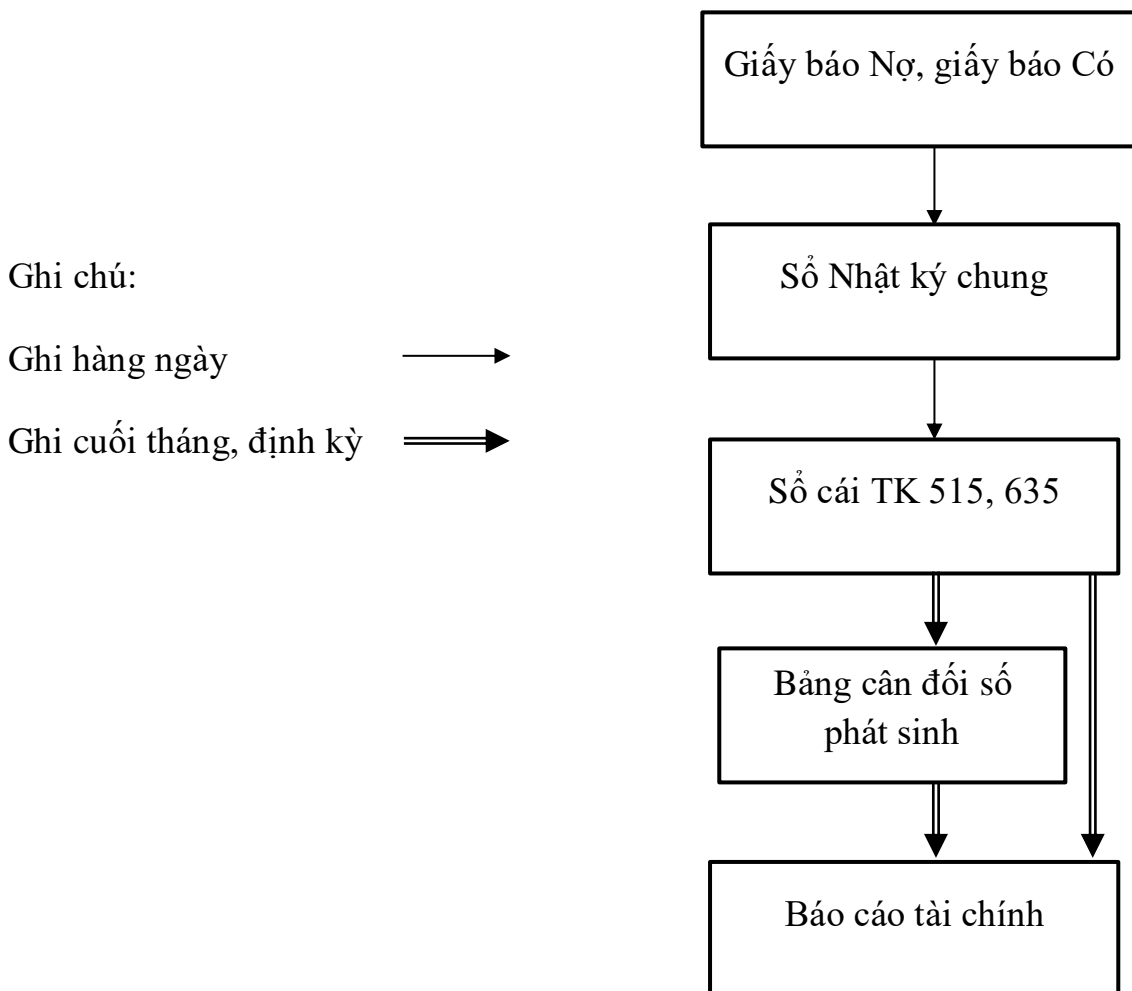 Giấy báo Nợ, giấy báo Có
Sổ Nhật ký chung
Ghi chú:
Ghi hàng ngày
Ghi cuối tháng, định kỳ
Sổ cái TK 515, 635
Bảng cân đối số
phát sinh
Báo cáo tài chính